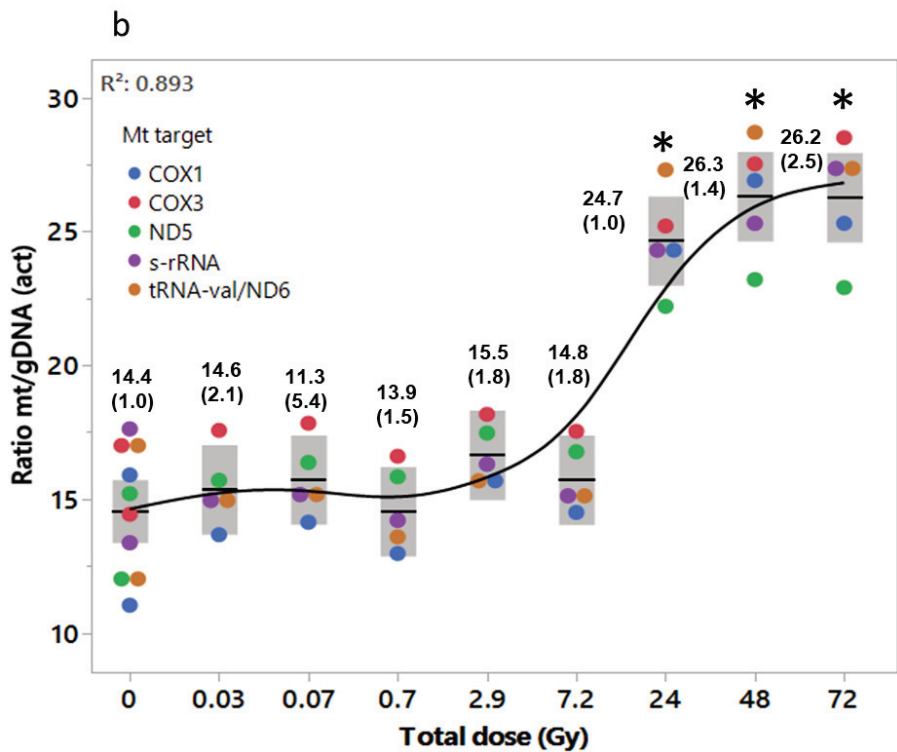 b
R²: 0.893
Mt target
COX1
COX3
ND5
s-rRNA
tRNA-val/ND6
Ratio mt/gDNA (act)
30
25
20
15
10
14.4
(1.0)
14.6
(2.1)
11.3
(5.4)
13.9
(1.5)
15.5
(1.8)
14.8
(1.8)
24.7
(1.0)
26.3
(1.4)
26.2
(2.5)
*
*
*
0 0.03 0.07 0.7 2.9 7.2 24 48 72
Total dose (Gy)